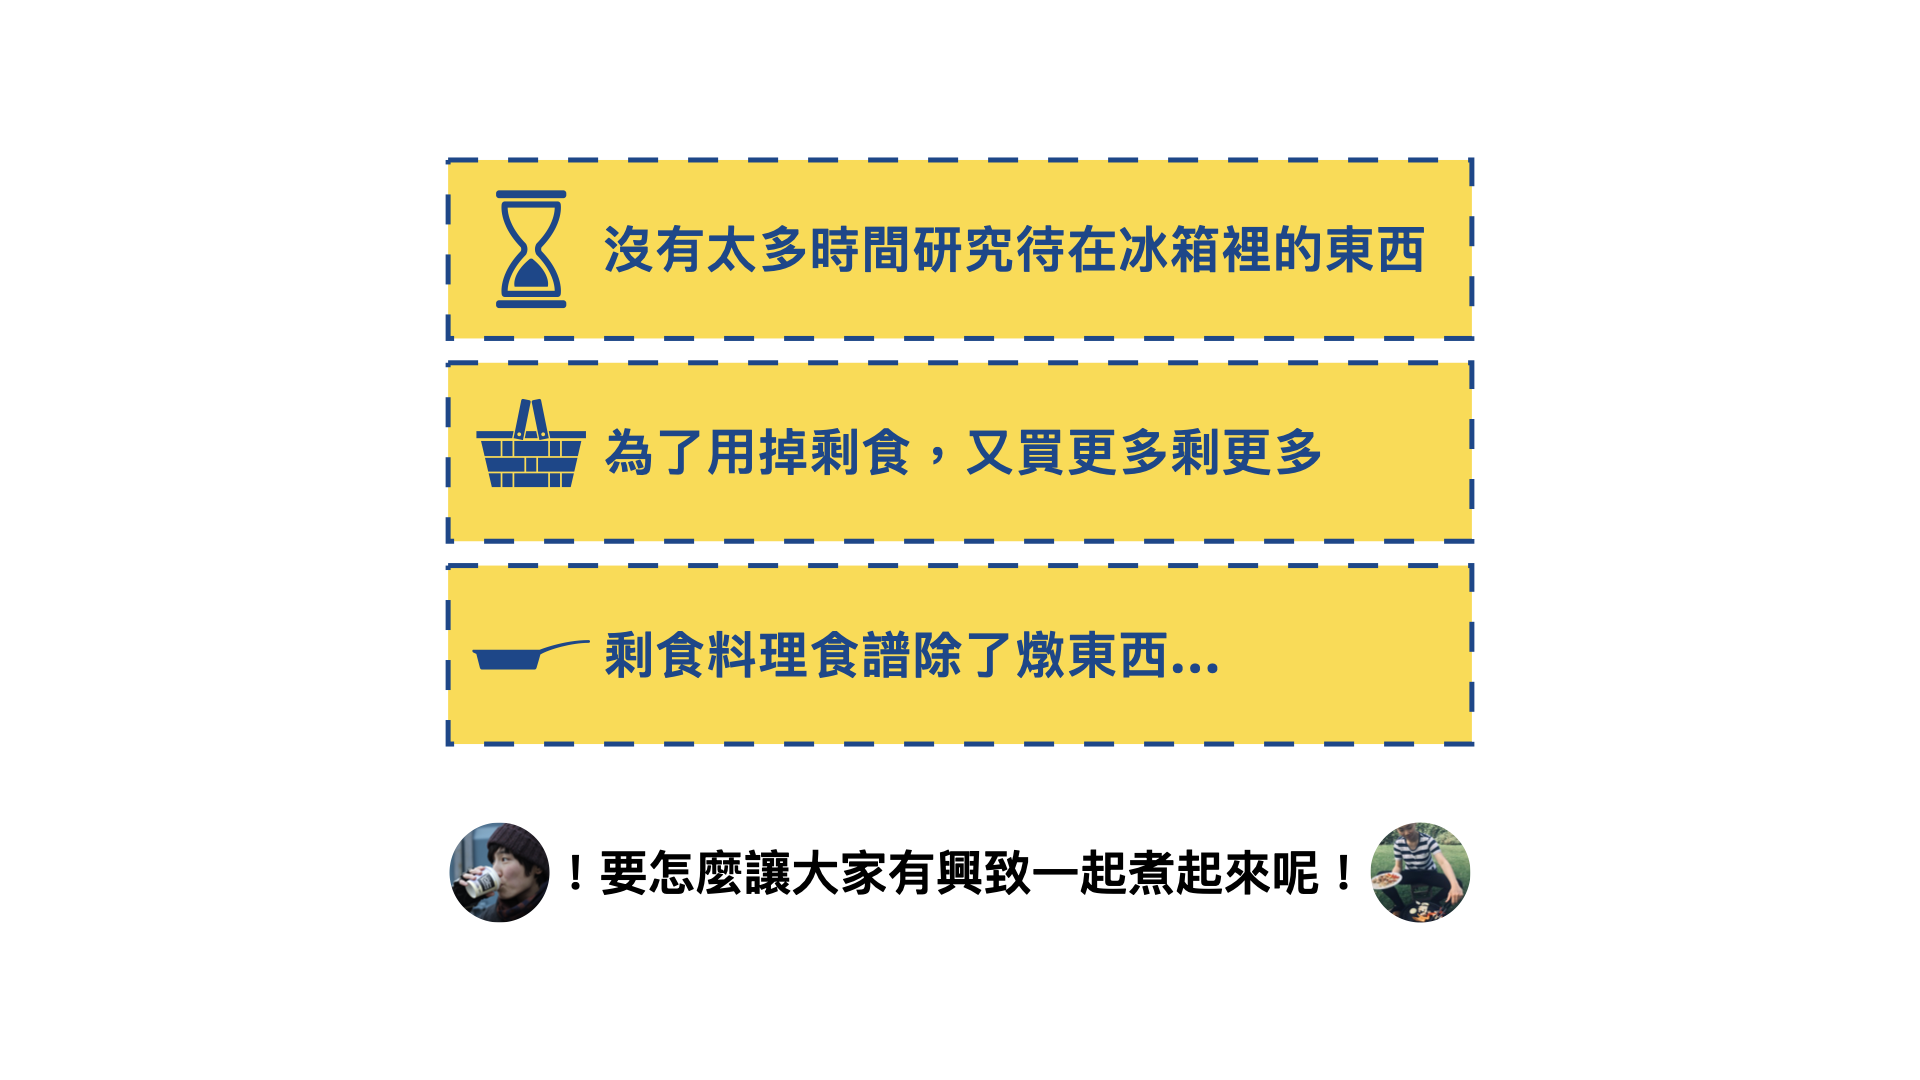 沒有太多時間研究待在冰箱裡的東西
為了用掉剩食，又買更多剩更多
剩食料理食譜除了燉東西...
！要怎麼讓大家有興致一起煮起來呢！